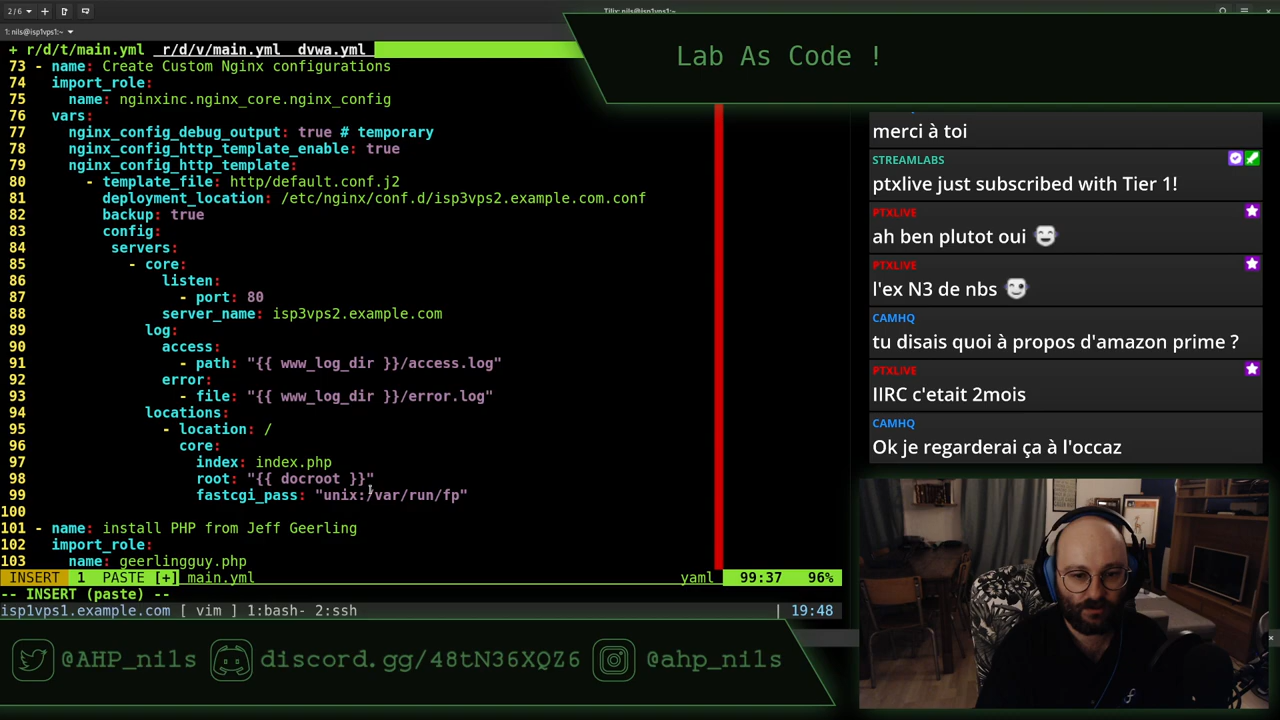 2/6
Tilix: nils@isp1vps1:~
1: nils@isp1vps1:~
Lab As Code !
+ r/d/t/main.yml  r/d/v/main.yml  dvwa.yml
73 - name: Create Custom Nginx configurations
74   import_role:
75     name: nginxinc.nginx_core.nginx_config
76   vars:
77     nginx_config_debug_output: true # temporary
78     nginx_config_http_template_enable: true
79     nginx_config_http_template:
80       - template_file: http/default.conf.j2
81         deployment_location: /etc/nginx/conf.d/isp3vps2.example.com.conf
82         backup: true
83         config:
84          servers:
85            - core:
86                listen:
87                  - port: 80
88                server_name: isp3vps2.example.com
89              log:
90                access:
91                  - path: "{{ www_log_dir }}/access.log"
92                error:
93                  - file: "{{ www_log_dir }}/error.log"
94              locations:
95                - location: /
96                  core:
97                    index: index.php
98                    root: "{{ docroot }}"
99                    fastcgi_pass: "unix:/var/run/fp"
100
101 - name: install PHP from Jeff Geerling
102   import_role:
103     name: geerlingguy.php
INSERT 1 PASTE [+] main.yml yaml 99:37 96%
-- INSERT (paste) --
isp1vps1.example.com [ vim ] 1:bash- 2:ssh | 19:48
merci à toi
STREAMLABS
ptxlive just subscribed with Tier 1!
PTXLIVE
ah ben plutot oui
PTXLIVE
l'ex N3 de nbs
CAMHQ
tu disais quoi à propos d'amazon prime ?
PTXLIVE
IIRC c'etait 2mois
CAMHQ
Ok je regarderai ça à l'occaz
@AHP_nils discord.gg/48tN36XQZ6 @ahp_nils